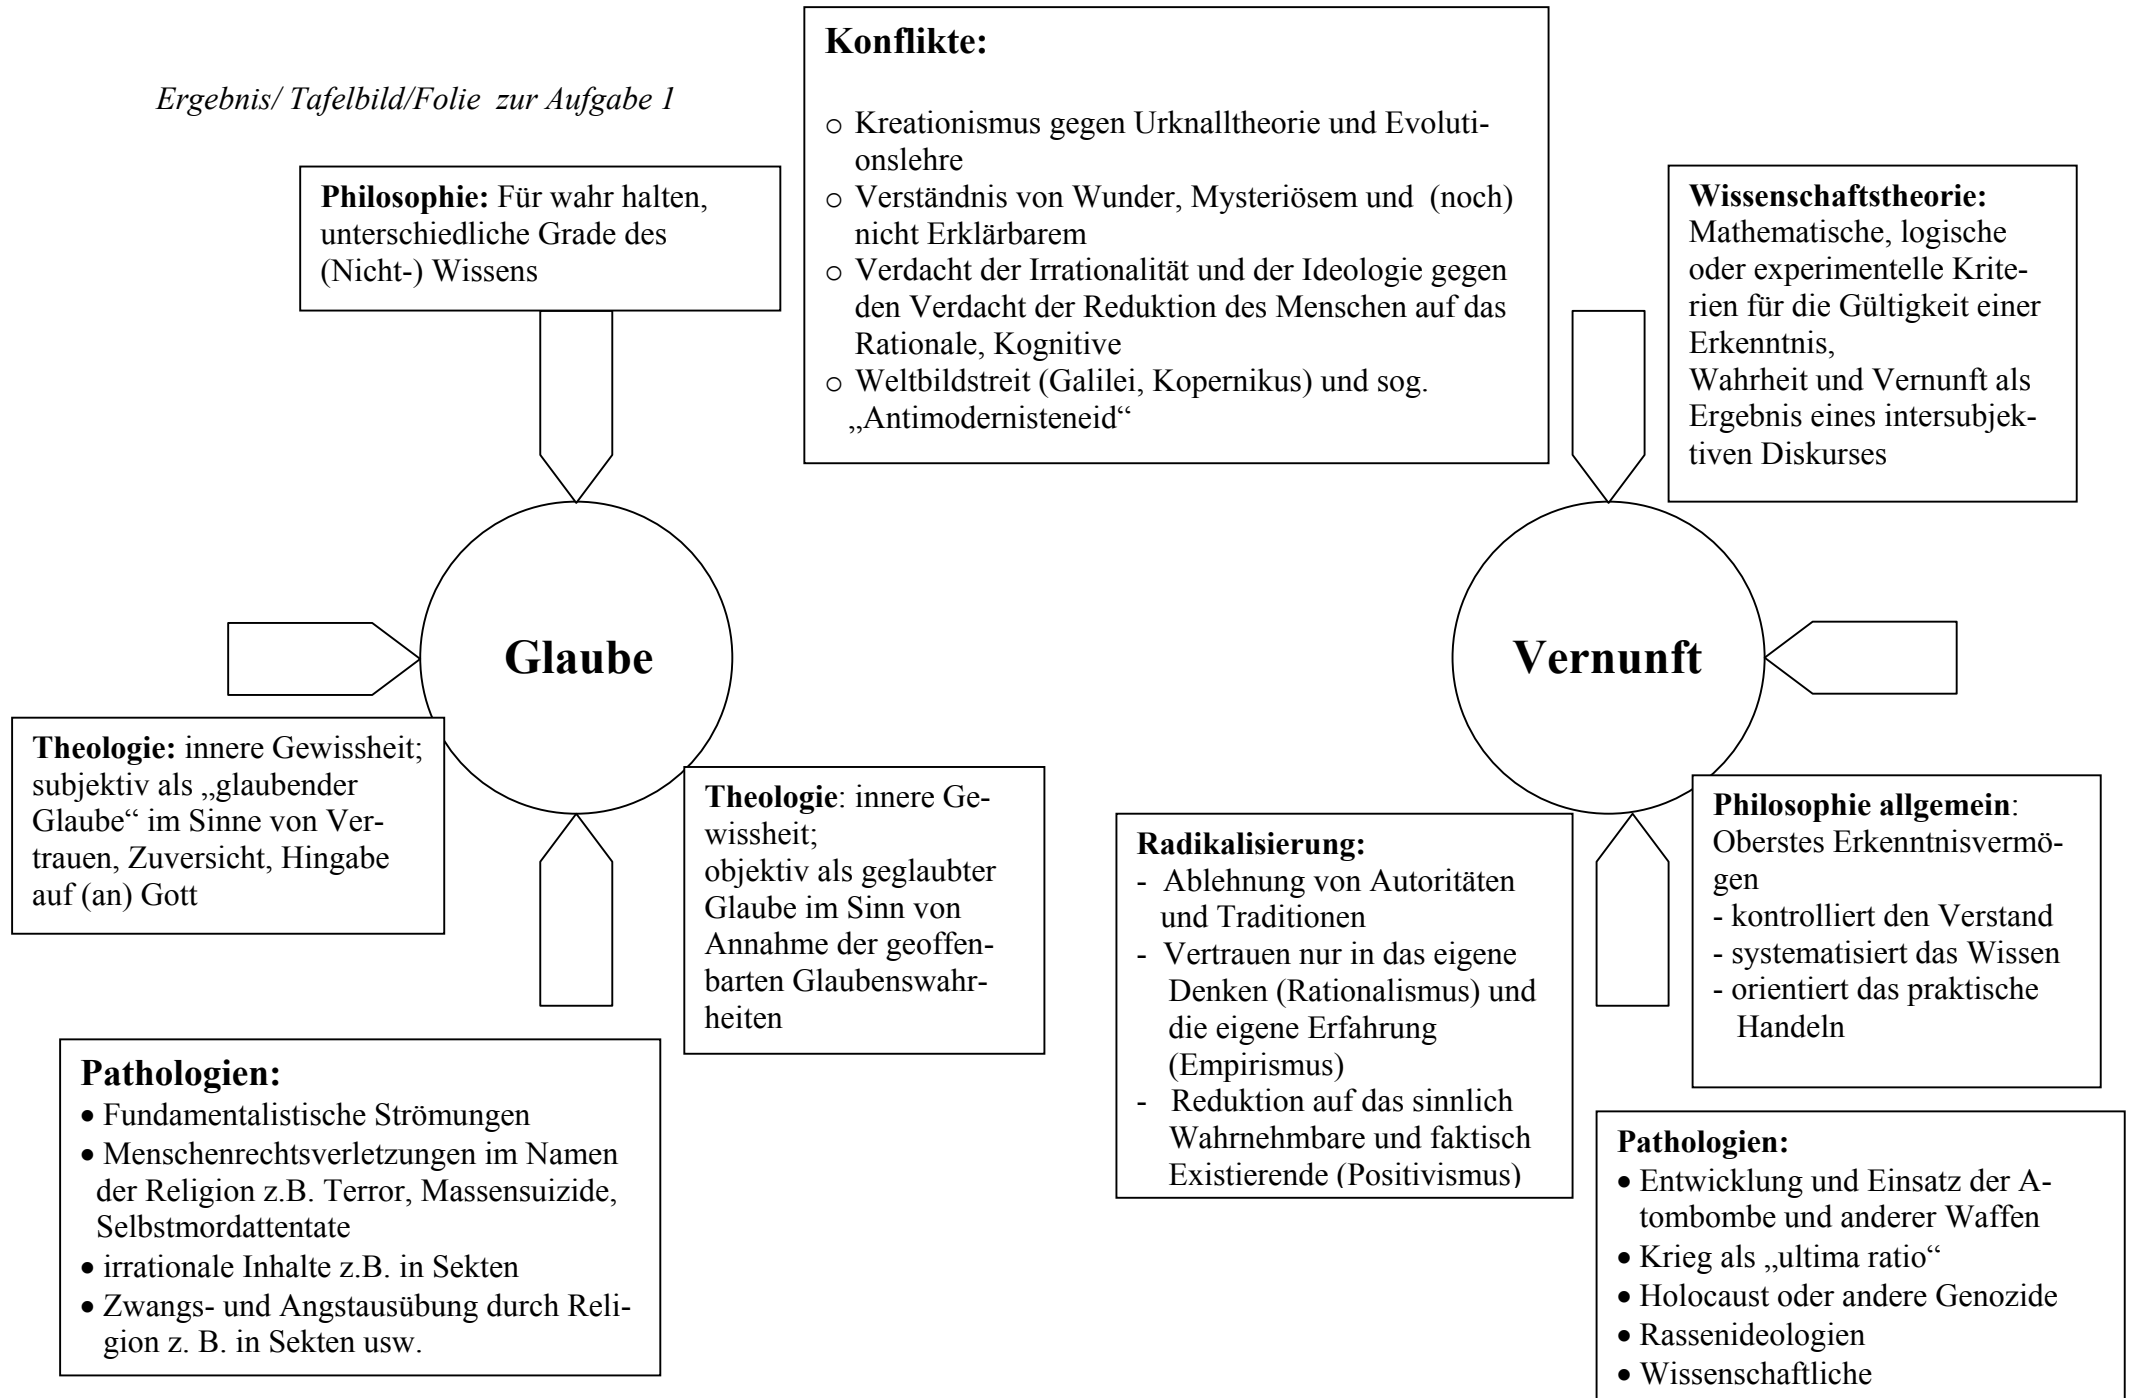 Ergebnis/ Tafelbild/Folie  zur Aufgabe 1
Konflikte:
o Kreationismus gegen Urknalltheorie und Evoluti-
onslehre
o Verständnis von Wunder, Mysteriösem und  (noch)
nicht Erklärbarem
o Verdacht der Irrationalität und der Ideologie gegen
den Verdacht der Reduktion des Menschen auf das
Rationale, Kognitive
o Weltbildstreit (Galilei, Kopernikus) und sog.
„Antimodernisteneid“
Philosophie: Für wahr halten,
unterschiedliche Grade des
(Nicht-) Wissens
Wissenschaftstheorie:
Mathematische, logische
oder experimentelle Krite-
rien für die Gültigkeit einer
Erkenntnis,
Wahrheit und Vernunft als
Ergebnis eines intersubjek-
tiven Diskurses
Glaube
Vernunft
Theologie: innere Gewissheit;
subjektiv als „glaubender
Glaube“ im Sinne von Ver-
trauen, Zuversicht, Hingabe
auf (an) Gott
Theologie: innere Ge-
wissheit;
objektiv als geglaubter
Glaube im Sinn von
Annahme der geoffen-
barten Glaubenswahr-
heiten
Radikalisierung:
- Ablehnung von Autoritäten
und Traditionen
- Vertrauen nur in das eigene
Denken (Rationalismus) und
die eigene Erfahrung
(Empirismus)
- Reduktion auf das sinnlich
Wahrnehmbare und faktisch
Existierende (Positivismus)
Philosophie allgemein:
Oberstes Erkenntnisvermö-
gen
- kontrolliert den Verstand
- systematisiert das Wissen
- orientiert das praktische
Handeln
Pathologien:
• Fundamentalistische Strömungen
• Menschenrechtsverletzungen im Namen
der Religion z.B. Terror, Massensuizide,
Selbstmordattentate
• irrationale Inhalte z.B. in Sekten
• Zwangs- und Angstausübung durch Reli-
gion z. B. in Sekten usw.
Pathologien:
• Entwicklung und Einsatz der A-
tombombe und anderer Waffen
• Krieg als „ultima ratio“
• Holocaust oder andere Genozide
• Rassenideologien
• Wissenschaftliche